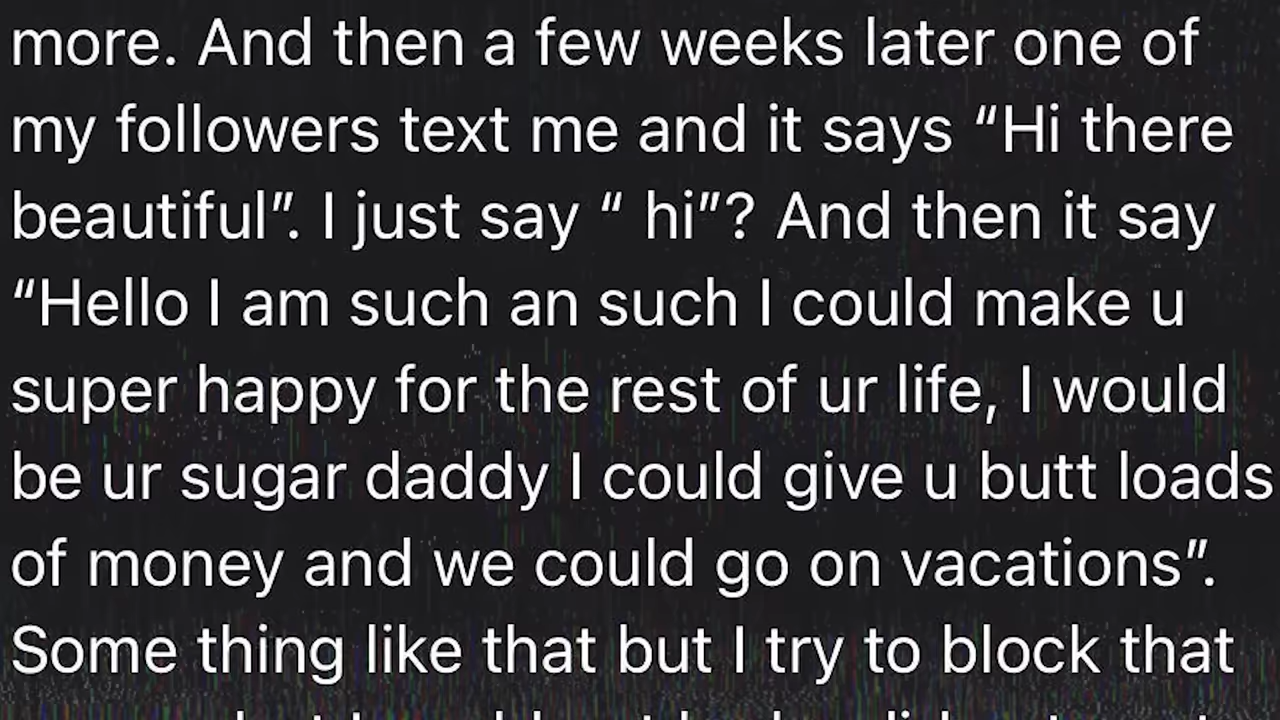 more. And then a few weeks later one of
my followers text me and it says “Hi there
beautiful”. I just say “ hi”? And then it say
“Hello I am such an such I could make u
super happy for the rest of ur life, I would
be ur sugar daddy I could give u butt loads
of money and we could go on vacations”.
Some thing like that but I try to block that